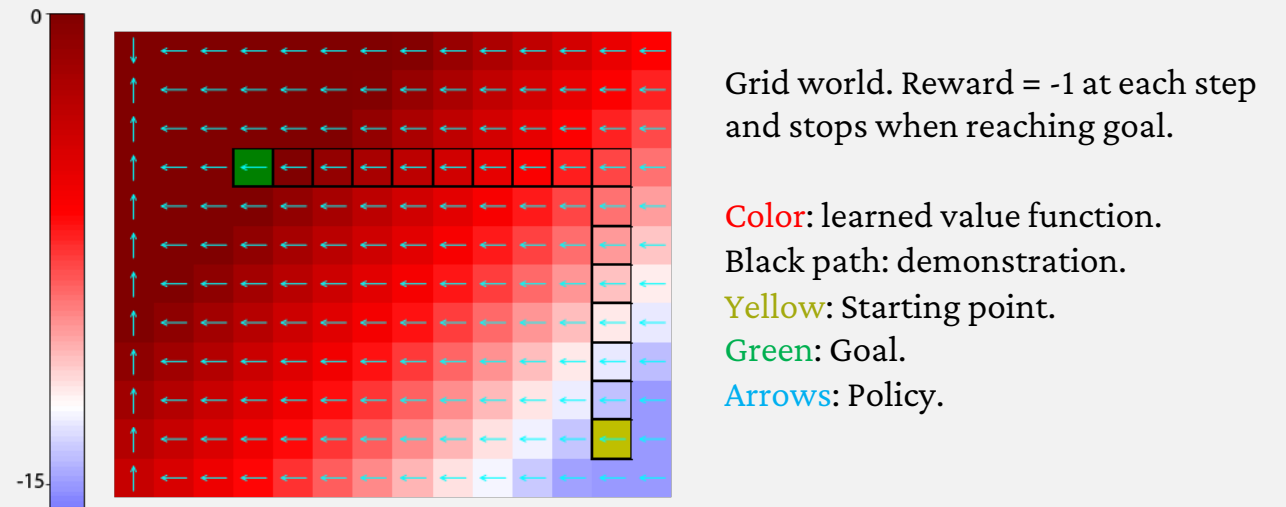 0
-15
Grid world. Reward = -1 at each step
and stops when reaching goal.
Color: learned value function.
Black path: demonstration.
Yellow: Starting point.
Green: Goal.
Arrows: Policy.